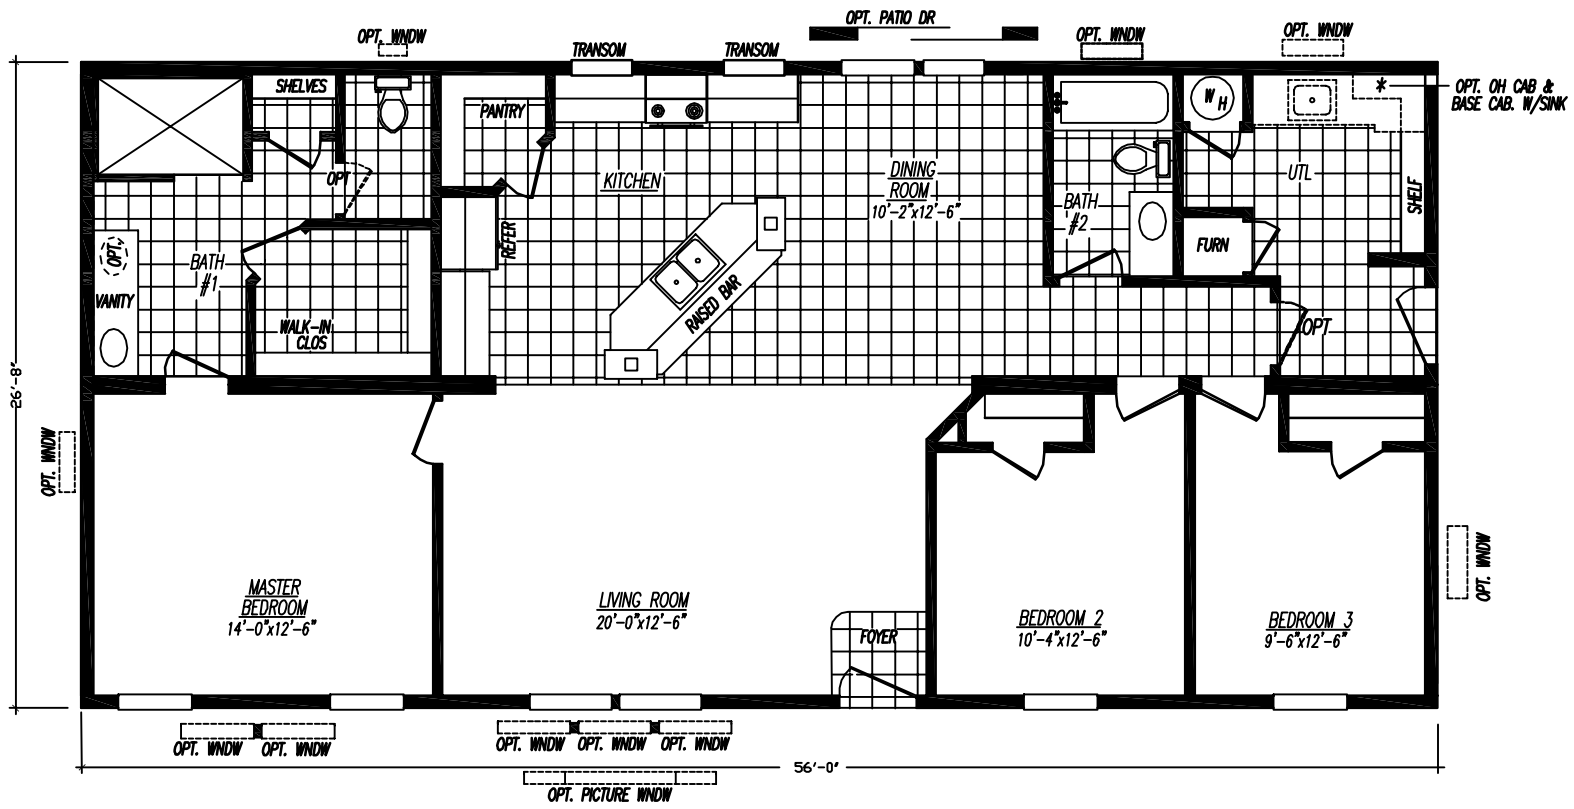 OPT. PATIO DR
OPT. WNDW
TRANSOM
TRANSOM
OPT. WNDW
OPT. WNDW
SHELVES
PANTRY
W H
*
OPT. OH CAB &
BASE CAB. W/SINK
OPT
KITCHEN
DINING
ROOM
10'-2"x12'-6"
BATH
#2
UTL
SHELF
REFER
FURN
OPT.
BATH
#1
VANITY
WALK-IN
CLOS
RAISED BAR
OPT
26'-8"
OPT. WNDW
MASTER
BEDROOM
14'-0"x12'-6"
LIVING ROOM
20'-0"x12'-6"
FOYER
BEDROOM 2
10'-4"x12'-6"
BEDROOM 3
9'-6"x12'-6"
OPT. WNDW
OPT. WNDW
OPT. WNDW
OPT. WNDW
OPT. WNDW
OPT. WNDW
56'-0"
OPT. PICTURE WNDW